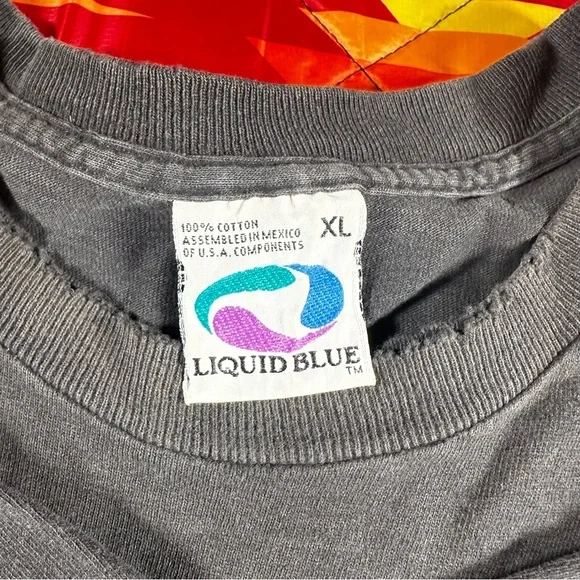 100% COTTON
ASSEMBLED IN MEXICO
OF U.S.A. COMPONENTS
XL
LIQUID BLUE
TM